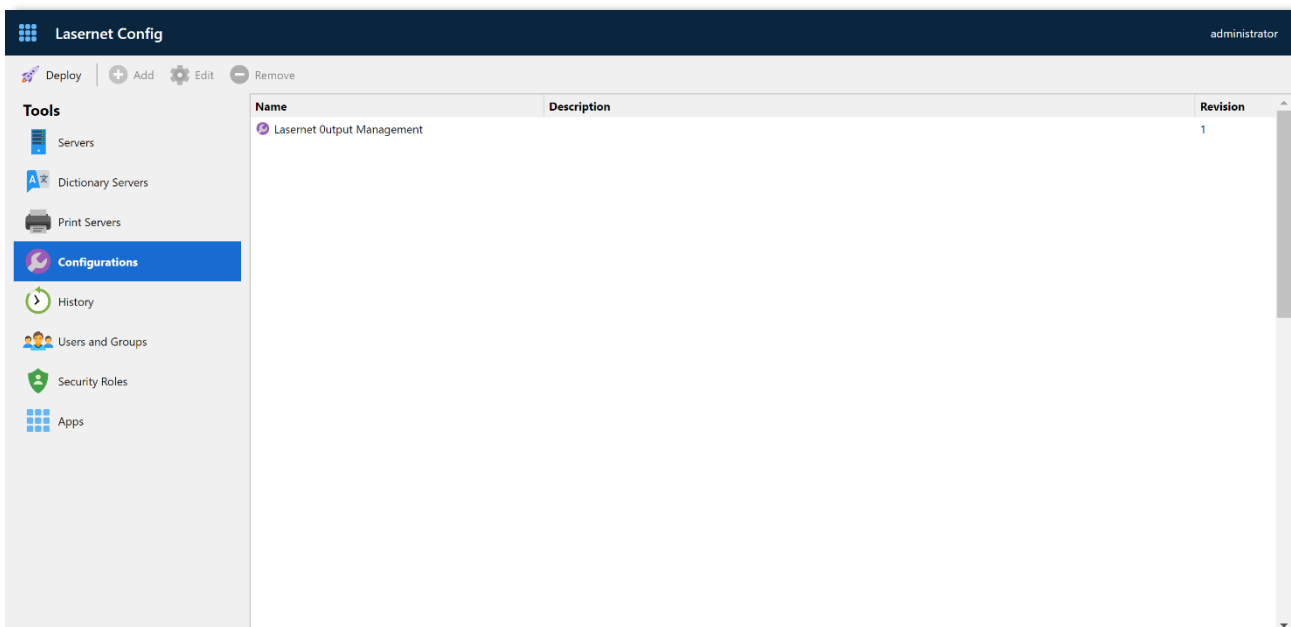 Lasernet Config administrator
Deploy Add Edit Remove
Tools
Servers
Dictionary Servers
Print Servers
Configurations
History
Users and Groups
Security Roles
Apps
Name Description Revision
Lasernet 0utput Management 1